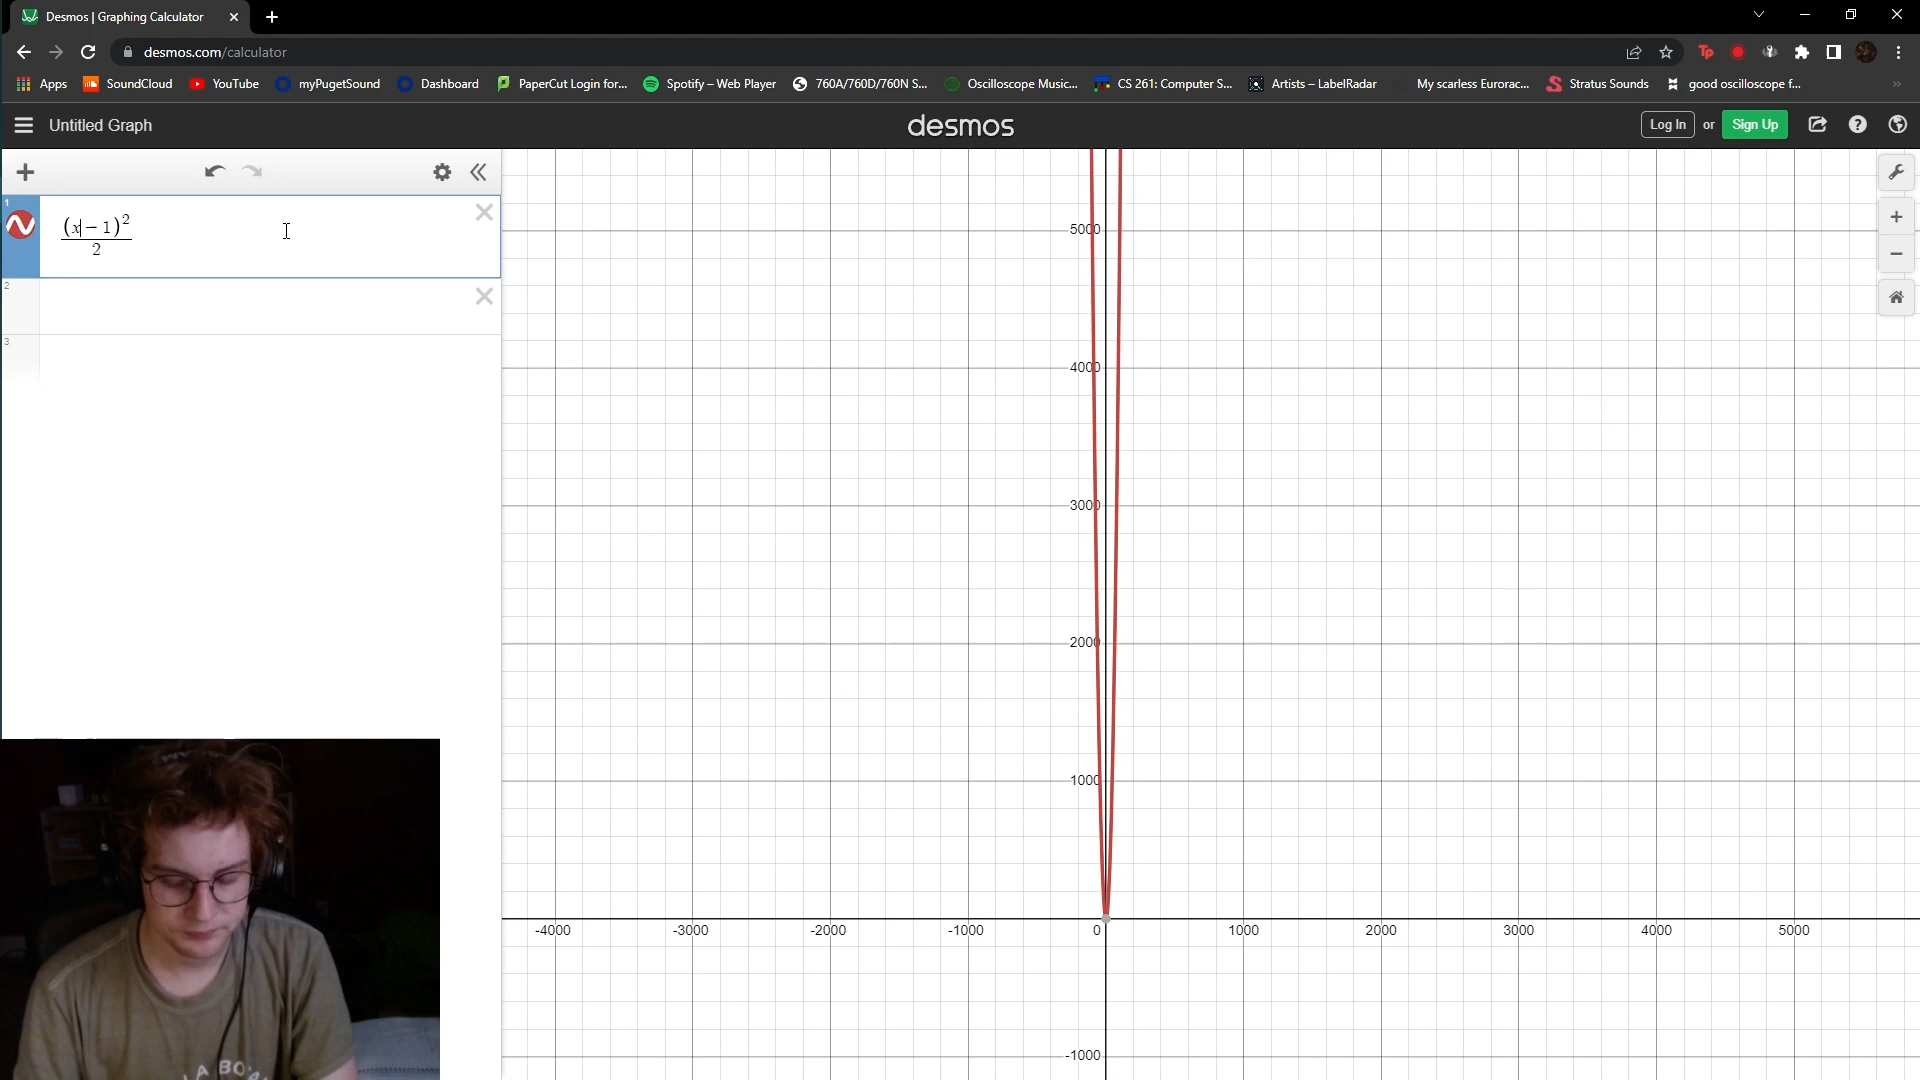 Desmos | Graphing Calculator
desmos.com/calculator
Apps SoundCloud YouTube myPugetSound Dashboard PaperCut Login for... Spotify – Web Player 760A/760D/760N S... Oscilloscope Music... CS 261: Computer S... Artists – LabelRadar My scarless Eurorac... Stratus Sounds good oscilloscope f... »
Untitled Graph desmos Log In or Sign Up
1
(x – 1)²
2
2
3
5000
4000
3000
2000
1000
-4000 -3000 -2000 -1000 0 1000 2000 3000 4000 5000
-1000